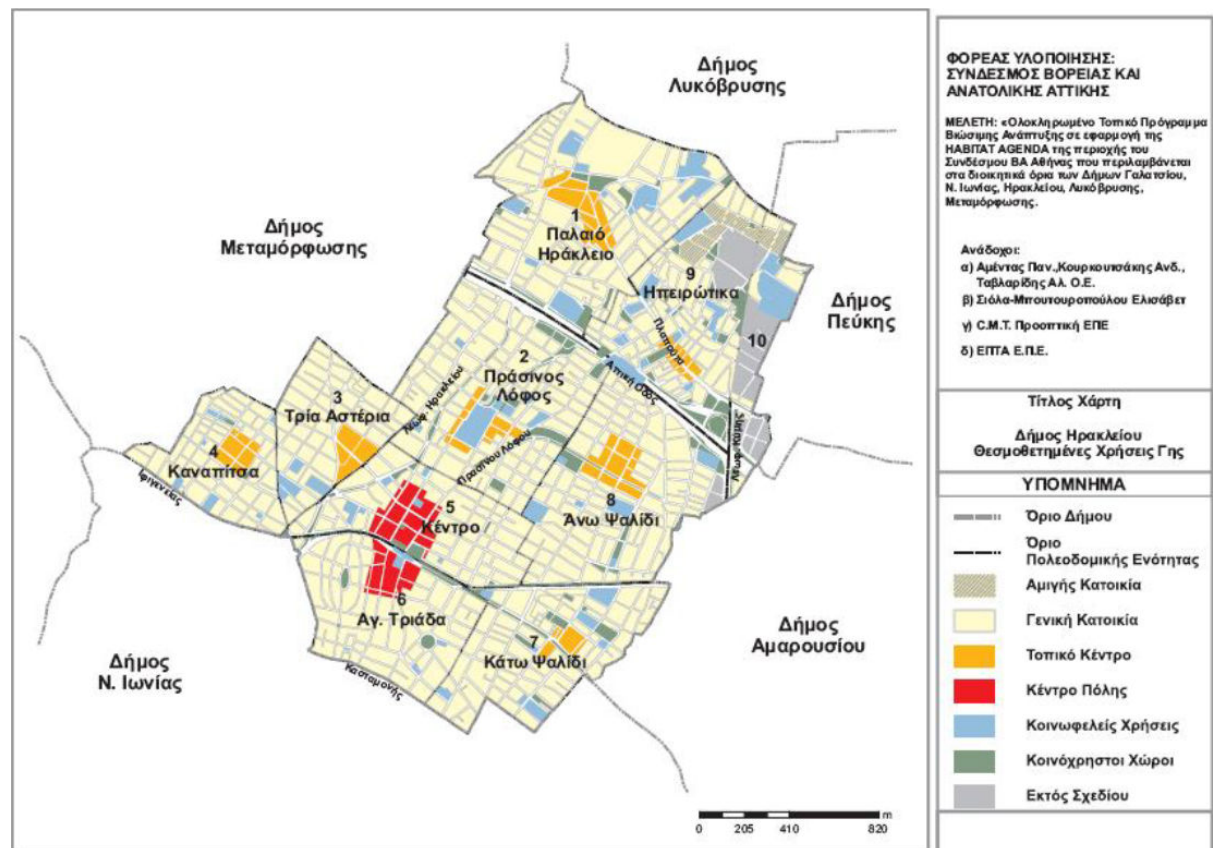 Δήμος
Λυκόβρυσης
Δήμος
Μεταμόρφωσης
1
Παλαιό
Ηράκλειο
9
Ηπειρώτικα
Δήμος
Πεύκης
10
Πλαπούτα
2
Πράσινος
Λόφος
Αττική Οδός
Λεωφ. Ηρακλείου
3
Τρία Αστέρια
4
Καναπίτσα
Πρασίνου Λόφου
Ιφιγενείας
5
Κέντρο
8
Άνω Ψαλίδι
6
Αγ. Τριάδα
7
Κάτω Ψαλίδι
Δήμος
Αμαρουσίου
Δήμος
Ν. Ιωνίας
Κασταμονής
m
0 205 410 820
ΦΟΡΕΑΣ ΥΛΟΠΟΙΗΣΗΣ:
ΣΥΝΔΕΣΜΟΣ ΒΟΡΕΙΑΣ ΚΑΙ
ΑΝΑΤΟΛΙΚΗΣ ΑΤΤΙΚΗΣ
ΜΕΛΕΤΗ: «Ολοκληρωμένο Τοπικό Πρόγραμμα
Βιώσιμης Ανάπτυξης σε εφαρμογή της
HABITAT AGENDA της περιοχής του
Συνδέσμου ΒΑ Αθήνας που περιλαμβάνεται
στα διοικητικά όρια των Δήμων Γαλατσίου,
Ν. Ιωνίας, Ηρακλείου, Λυκόβρυσης,
Μεταμόρφωσης.
Ανάδοχοι:
α) Αμέντας Παν.,Κουρκουτσάκης Ανδ.,
Ταβλαρίδης Αλ. Ο.Ε.
β) Σιόλα-Μπουτουροπούλου Ελισάβετ
γ) C.M.T. Προοπτική ΕΠΕ
δ) ΕΠΤΑ Ε.Π.Ε.
Τίτλος Χάρτη
Δήμος Ηρακλείου
Θεσμοθετημένες Χρήσεις Γης
ΥΠΟΜΝΗΜΑ
Όριο Δήμου
Όριο
Πολεοδομικής Ενότητας
Αμιγής Κατοικία
Γενική Κατοικία
Τοπικό Κέντρο
Κέντρο Πόλης
Κοινωφελείς Χρήσεις
Κοινόχρηστοι Χώροι
Εκτός Σχεδίου